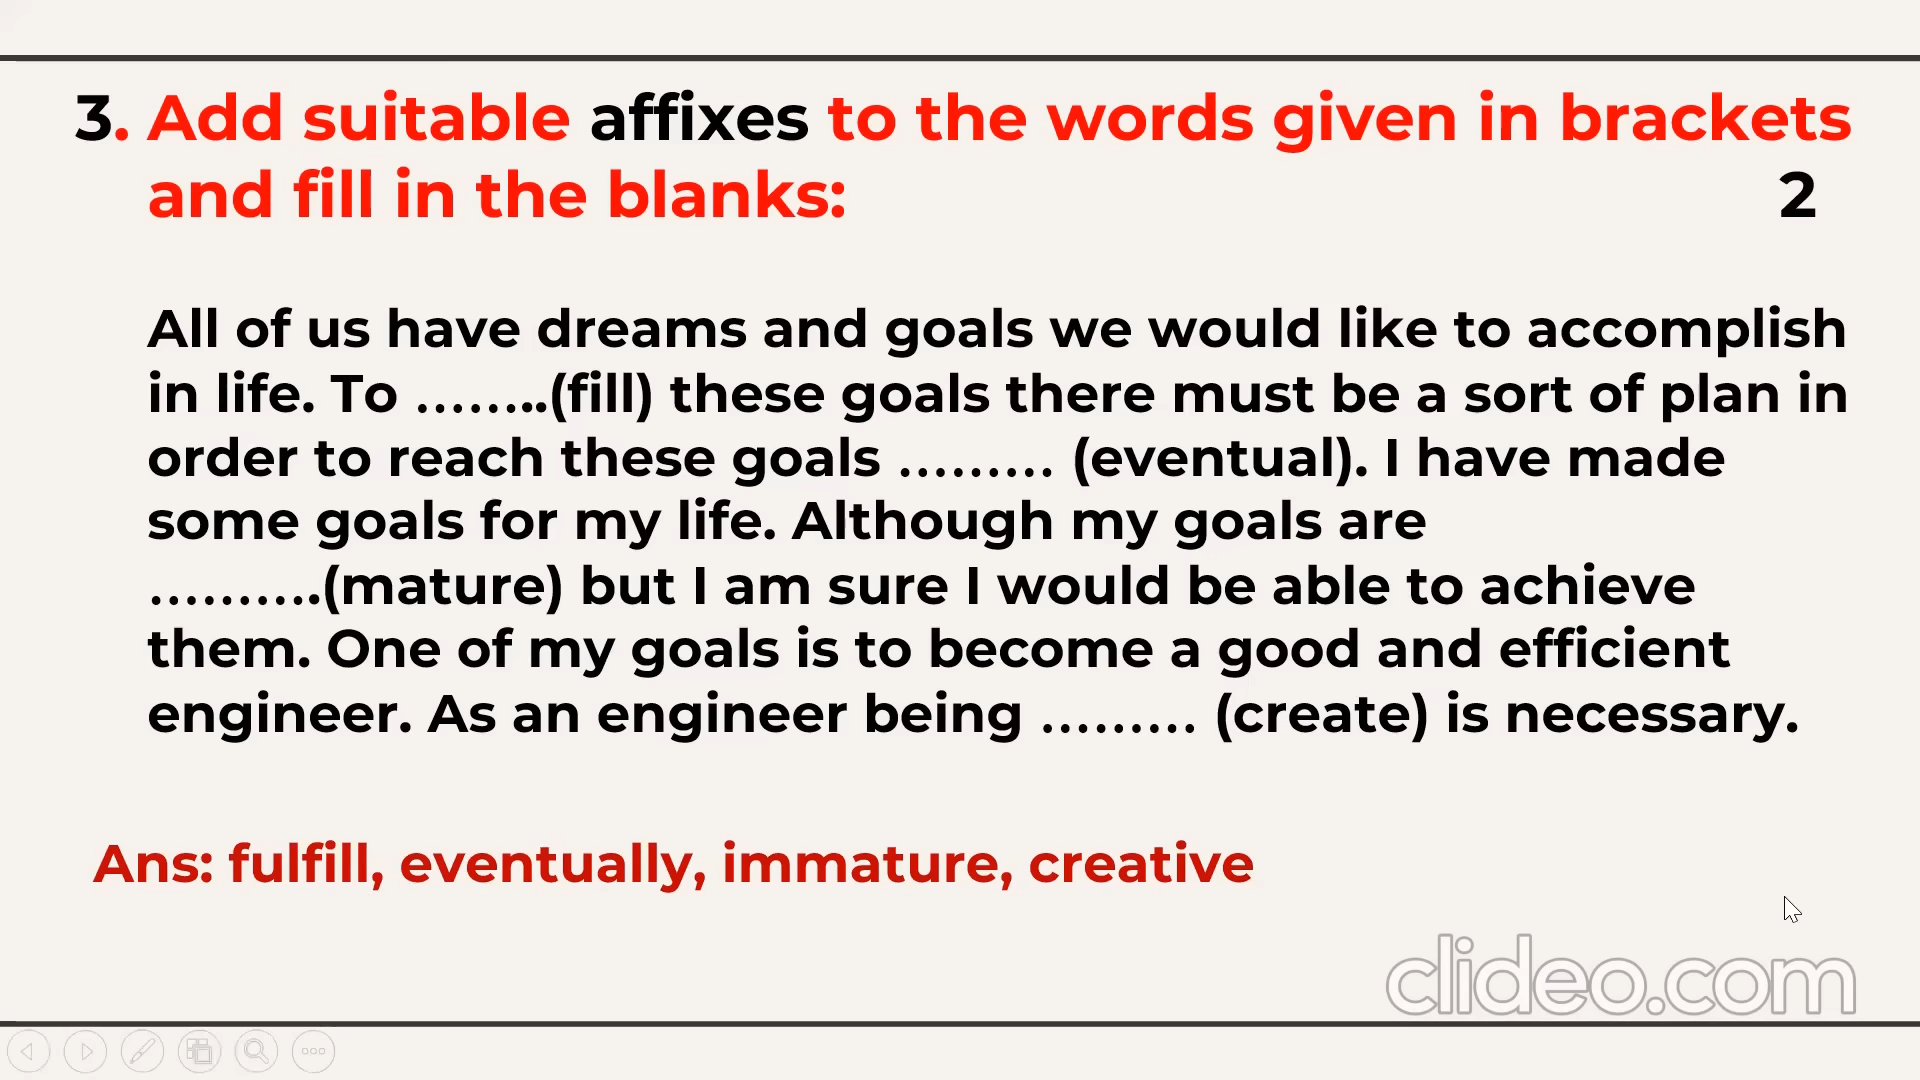 3. Add suitable affixes to the words given in brackets
and fill in the blanks: 2
All of us have dreams and goals we would like to accomplish
in life. To ……..(fill) these goals there must be a sort of plan in
order to reach these goals ……… (eventual). I have made
some goals for my life. Although my goals are
……….(mature) but I am sure I would be able to achieve
them. One of my goals is to become a good and efficient
engineer. As an engineer being ……… (create) is necessary.
Ans: fulfill, eventually, immature, creative
clideo.com